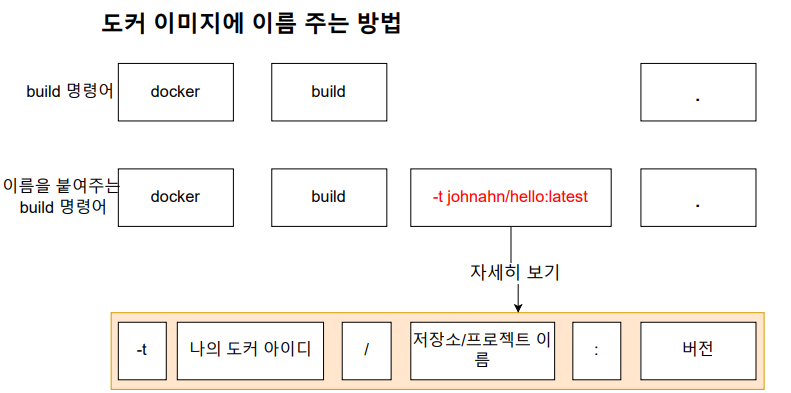 도커 이미지에 이름 주는 방법
build 명령어 docker build .
이름을 붙여주는
build 명령어
docker build -t johnahn/hello:latest .
자세히 보기
-t 나의 도커 아이디 / 저장소/프로젝트 이
름
: 버전